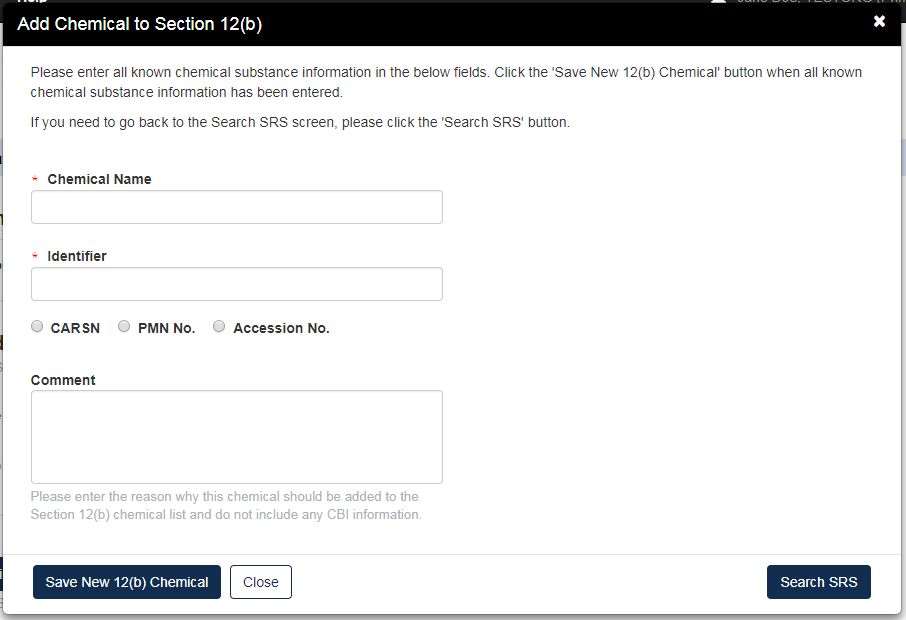 Help
Add Chemical to Section 12(b)
Please enter all known chemical substance information in the below fields. Click the 'Save New 12(b) Chemical' button when all known
chemical substance information has been entered.
If you need to go back to the Search SRS screen, please click the 'Search SRS' button.
* Chemical Name
* Identifier
CARSN PMN No. Accession No.
Comment
Please enter the reason why this chemical should be added to the
Section 12(b) chemical list and do not include any CBI information.
Save New 12(b) Chemical Close Search SRS